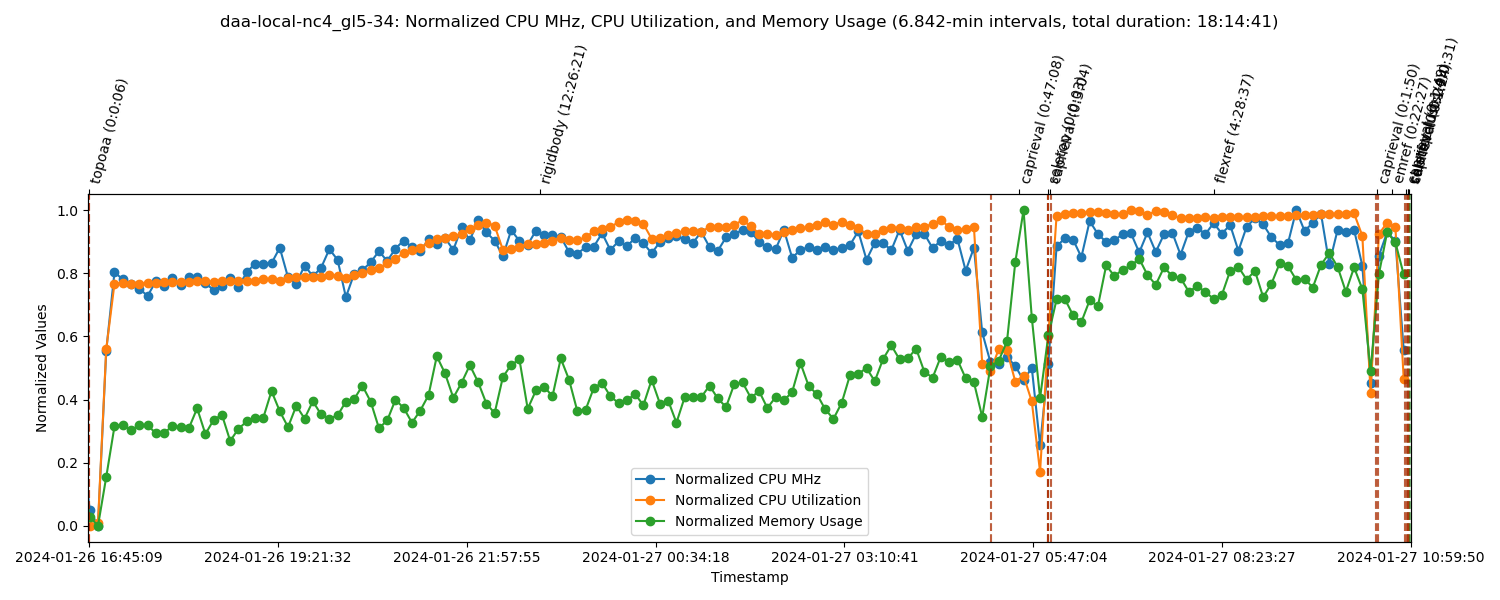 daa-local-nc4_gl5-34: Normalized CPU MHz, CPU Utilization, and Memory Usage (6.842-min intervals, total duration: 18:14:41)
topoaa (0:0:06)
rigidbody (12:26:21)
caprieval (0:47:08)
caprieval (0:3:04)
flexref (4:28:37)
caprieval (0:1:50)
emref (0:22:27)
Normalized Values
1.0
0.8
0.6
0.4
0.2
0.0
Normalized CPU MHz
Normalized CPU Utilization
Normalized Memory Usage
2024-01-26 16:45:09
2024-01-26 19:21:32
2024-01-26 21:57:55
2024-01-27 00:34:18
2024-01-27 03:10:41
2024-01-27 05:47:04
2024-01-27 08:23:27
2024-01-27 10:59:50
Timestamp